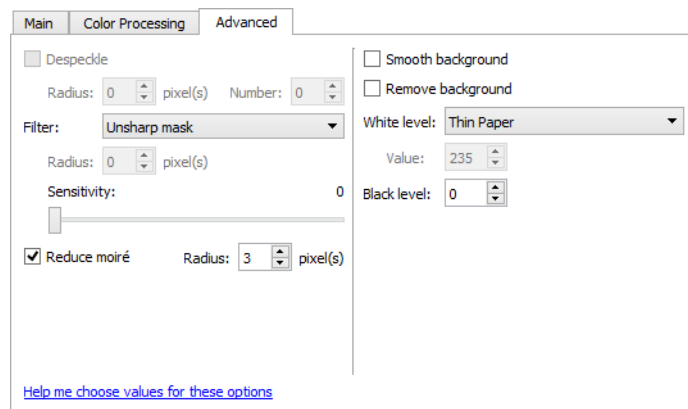 Main Color Processing Advanced
Despeckle
Radius: 0 pixel(s) Number: 0
Filter: Unsharp mask
Radius: 0 pixel(s)
Sensitivity: 0
Reduce moiré Radius: 3 pixel(s)
Help me choose values for these options
Smooth background
Remove background
White level: Thin Paper
Value: 235
Black level: 0